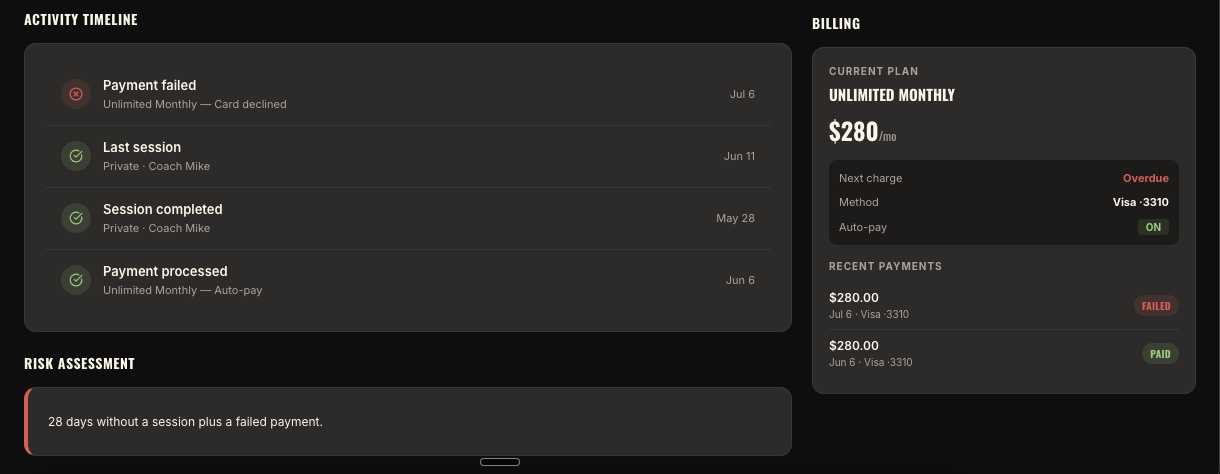 ACTIVITY TIMELINE
Payment failed
Unlimited Monthly — Card declined
Jul 6
Last session
Private · Coach Mike
Jun 11
Session completed
Private · Coach Mike
May 28
Payment processed
Unlimited Monthly — Auto-pay
Jun 6
RISK ASSESSMENT
28 days without a session plus a failed payment.
BILLING
CURRENT PLAN
UNLIMITED MONTHLY
$280/mo
Next charge
Overdue
Method
Visa ·3310
Auto-pay
ON
RECENT PAYMENTS
$280.00
Jul 6 · Visa ·3310
FAILED
$280.00
Jun 6 · Visa ·3310
PAID